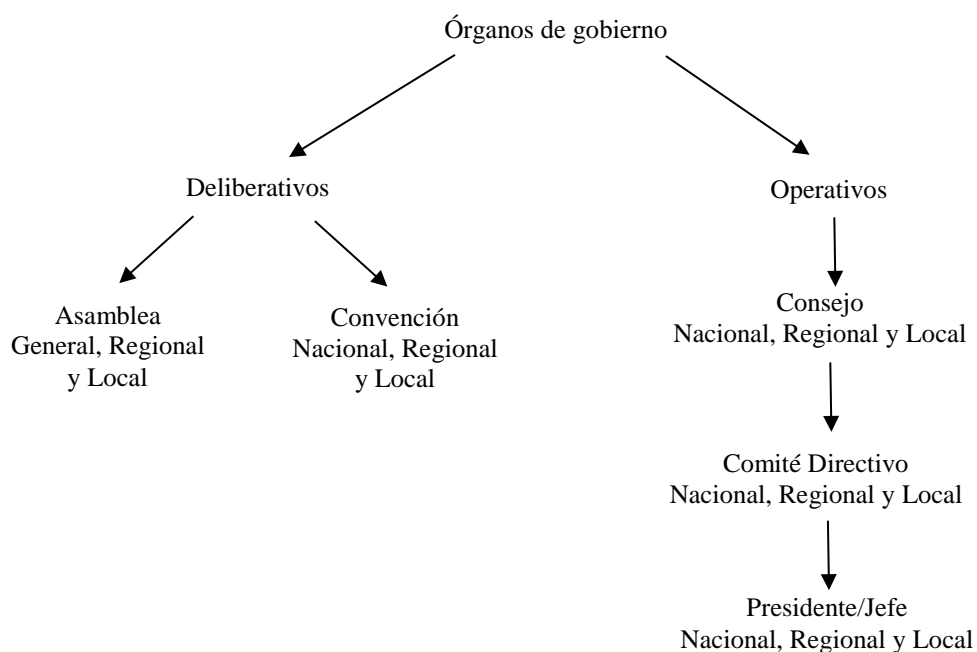 Órganos de gobierno
Deliberativos
Operativos
Asamblea
General, Regional
y Local
Convención
Nacional, Regional
y Local
Consejo
Nacional, Regional y Local
Comité Directivo
Nacional, Regional y Local
Presidente/Jefe
Nacional, Regional y Local